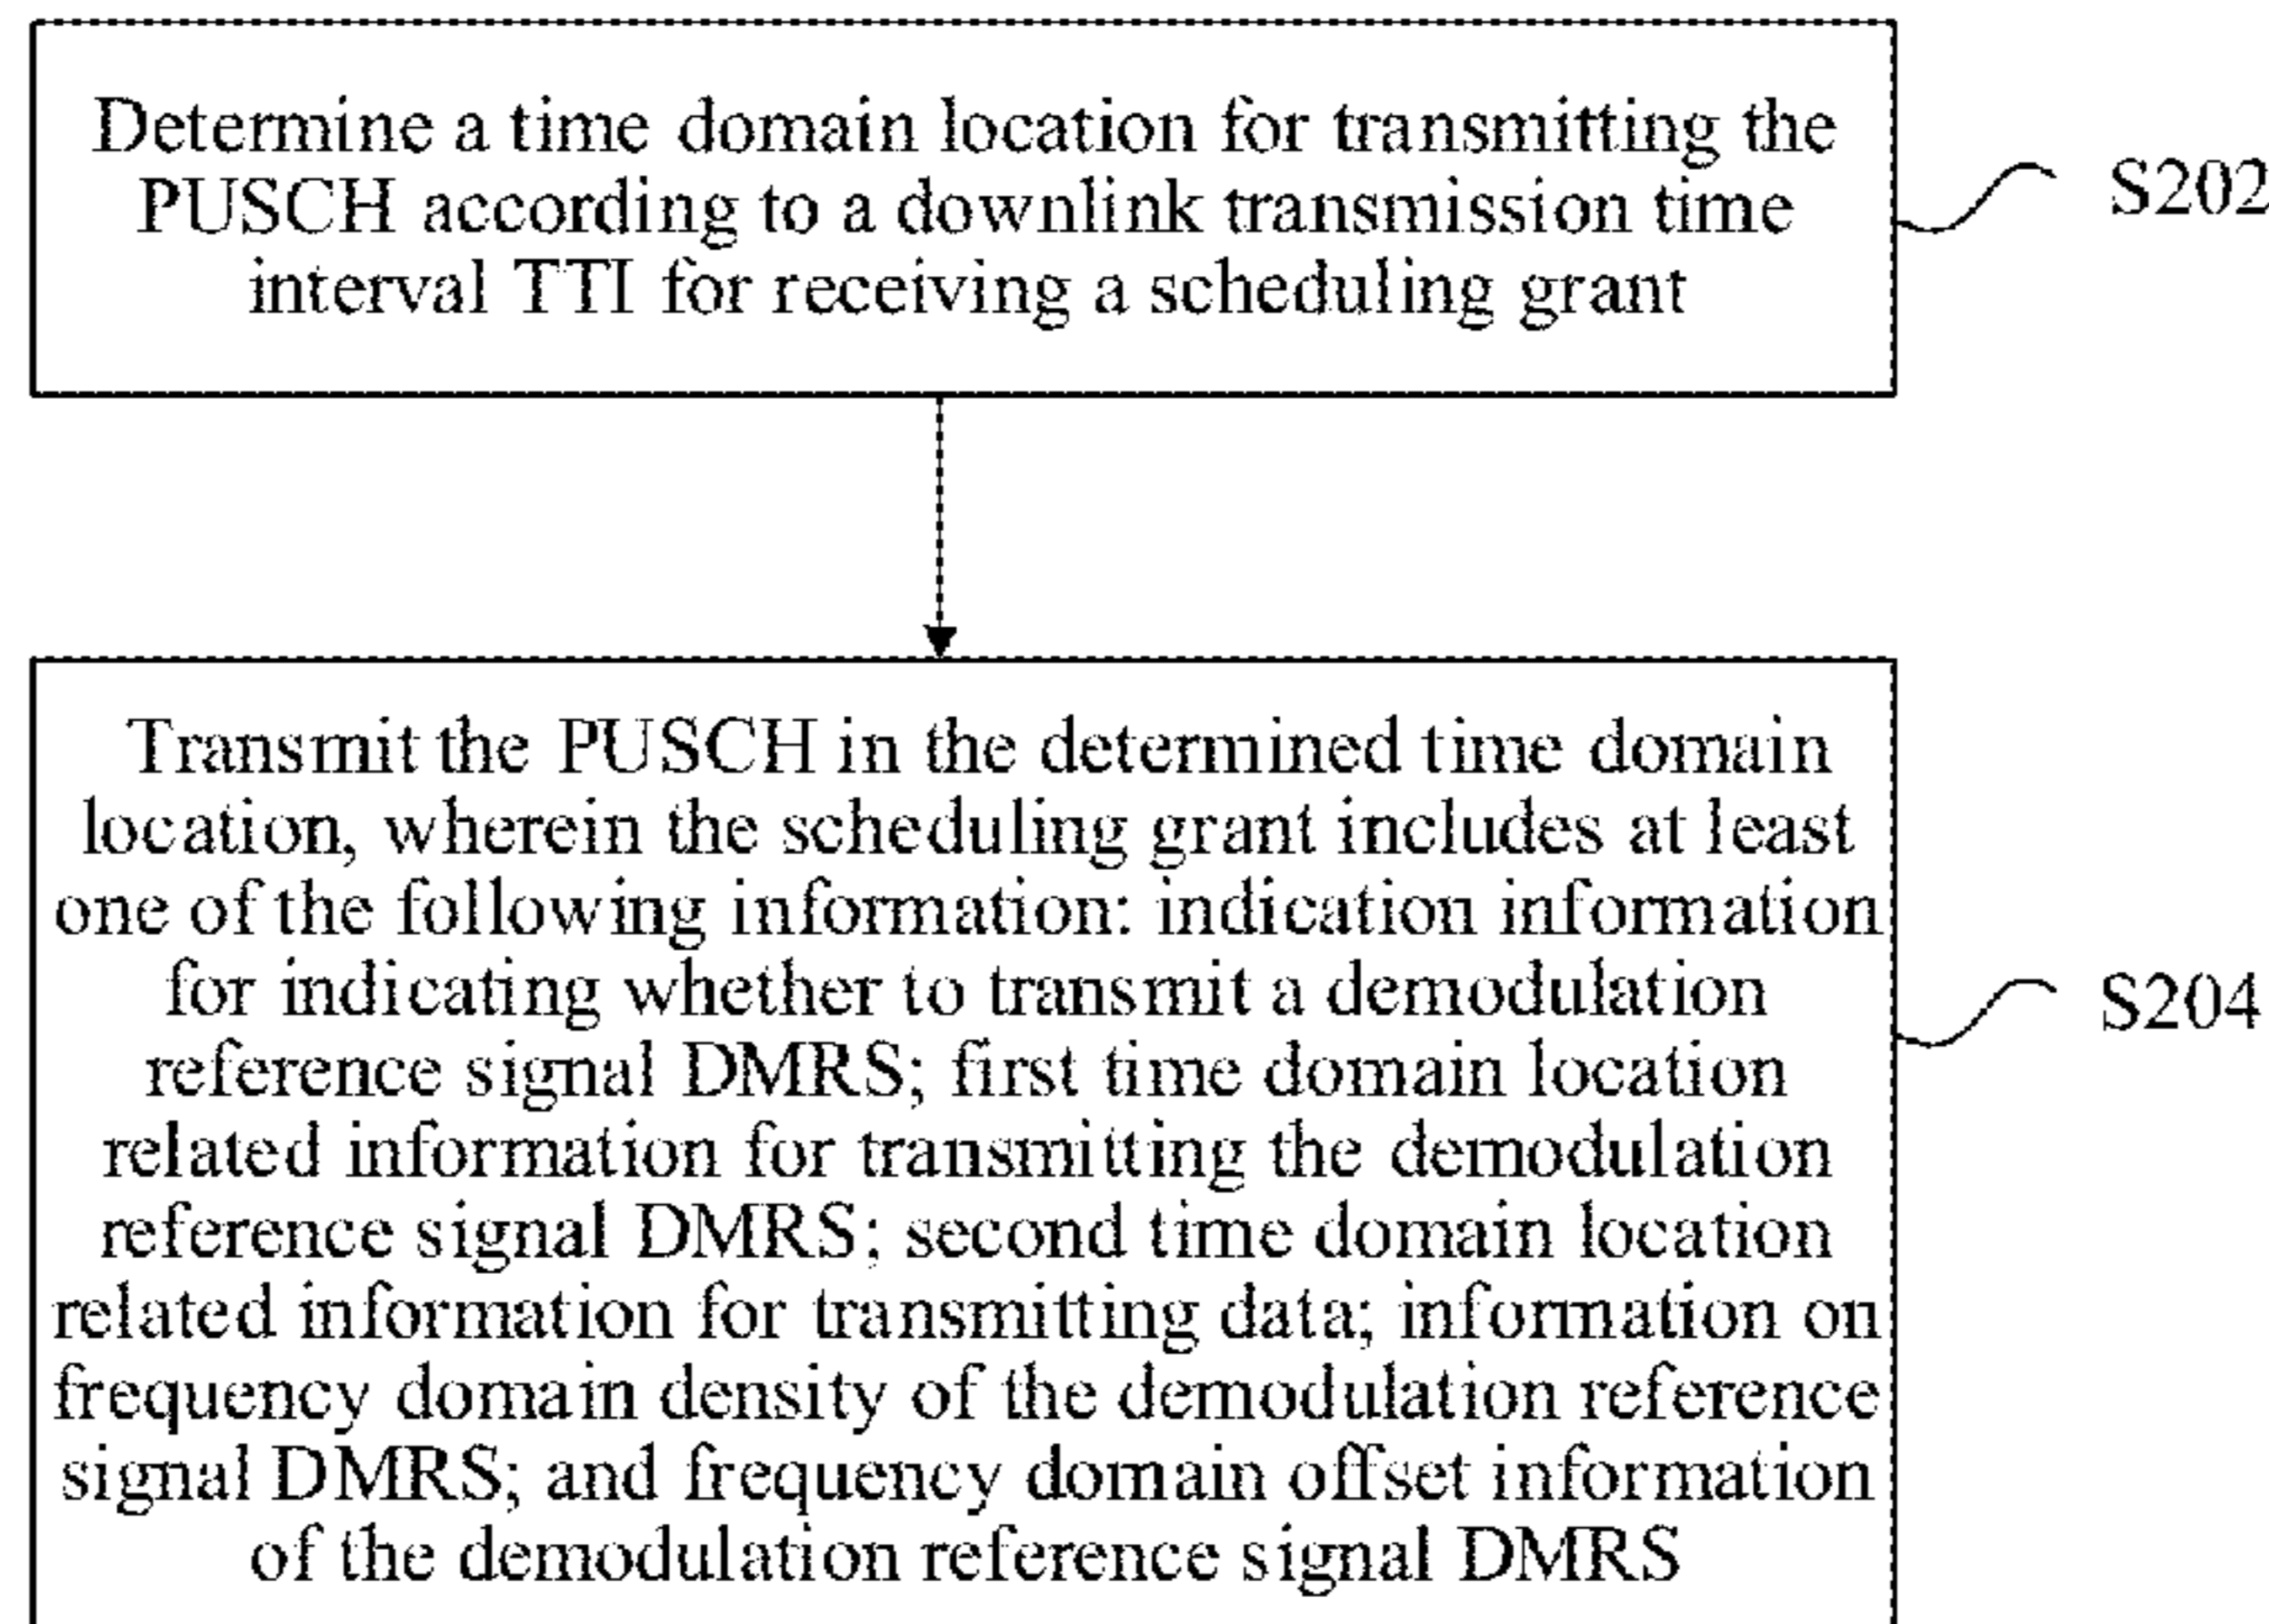 Determine a time domain location for transmitting the
PUSCH according to a downlink transmission time
interval TTI for receiving a scheduling grant
S202
Transmit the PUSCH in the determined time domain
location, wherein the scheduling grant includes at least
one of the following information: indication information
for indicating whether to transmit a demodulation
reference signal DMRS; first time domain location
related information for transmitting the demodulation
reference signal DMRS; second time domain location
related information for transmitting data; information on
frequency domain density of the demodulation reference
signal DMRS; and frequency domain offset information
of the demodulation reference signal DMRS
S204